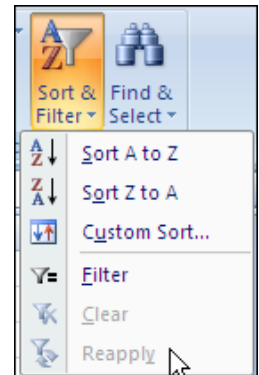 Sort & Find &
Filter Select
Sort A to Z
Sort Z to A
Custom Sort...
Filter
Clear
Reapply